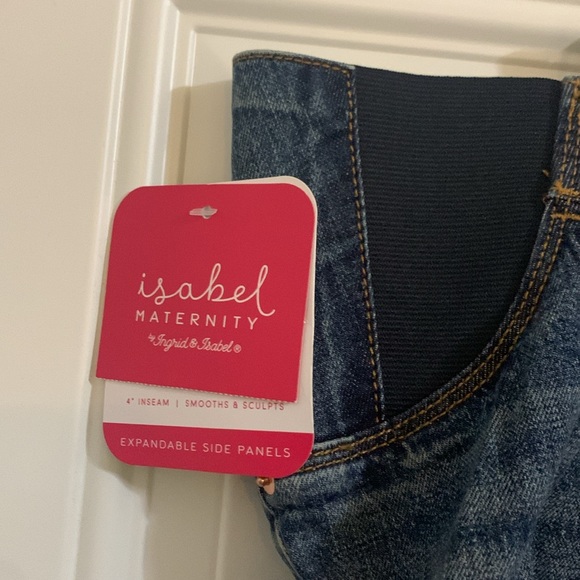 isabel
MATERNITY
by Ingrid & Isabel®
4" INSEAM | SMOOTHS & SCULPTS
EXPANDABLE SIDE PANELS